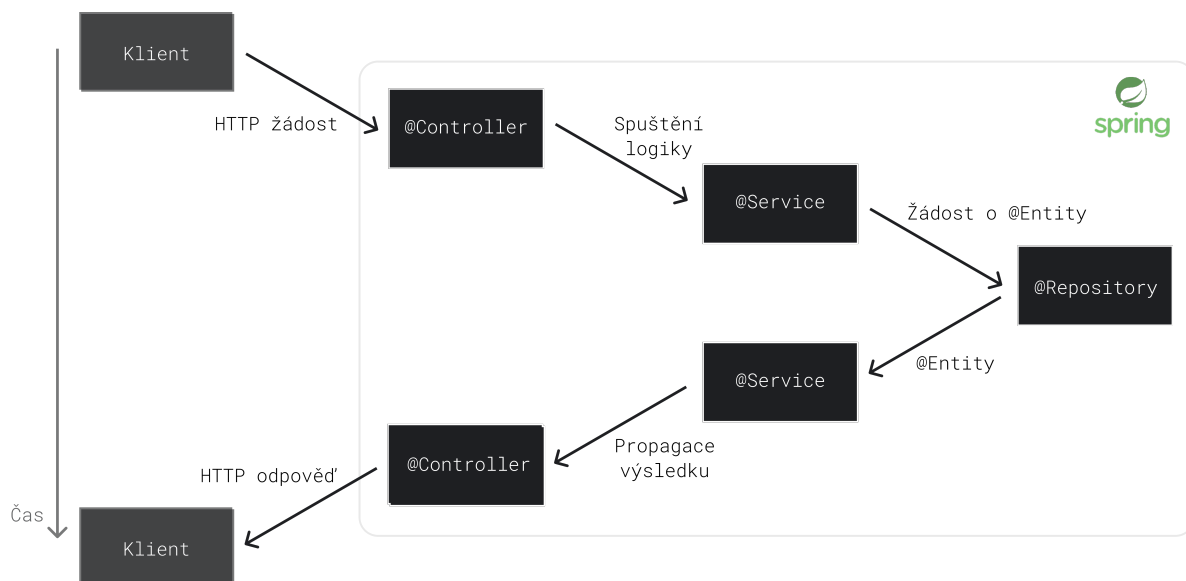 Klient
HTTP žádost
@Controller
Spuštění
logiky
spring
@Service
Žádost o @Entity
@Repository
@Entity
@Service
Propagace
výsledku
@Controller
HTTP odpověď
Čas
Klient